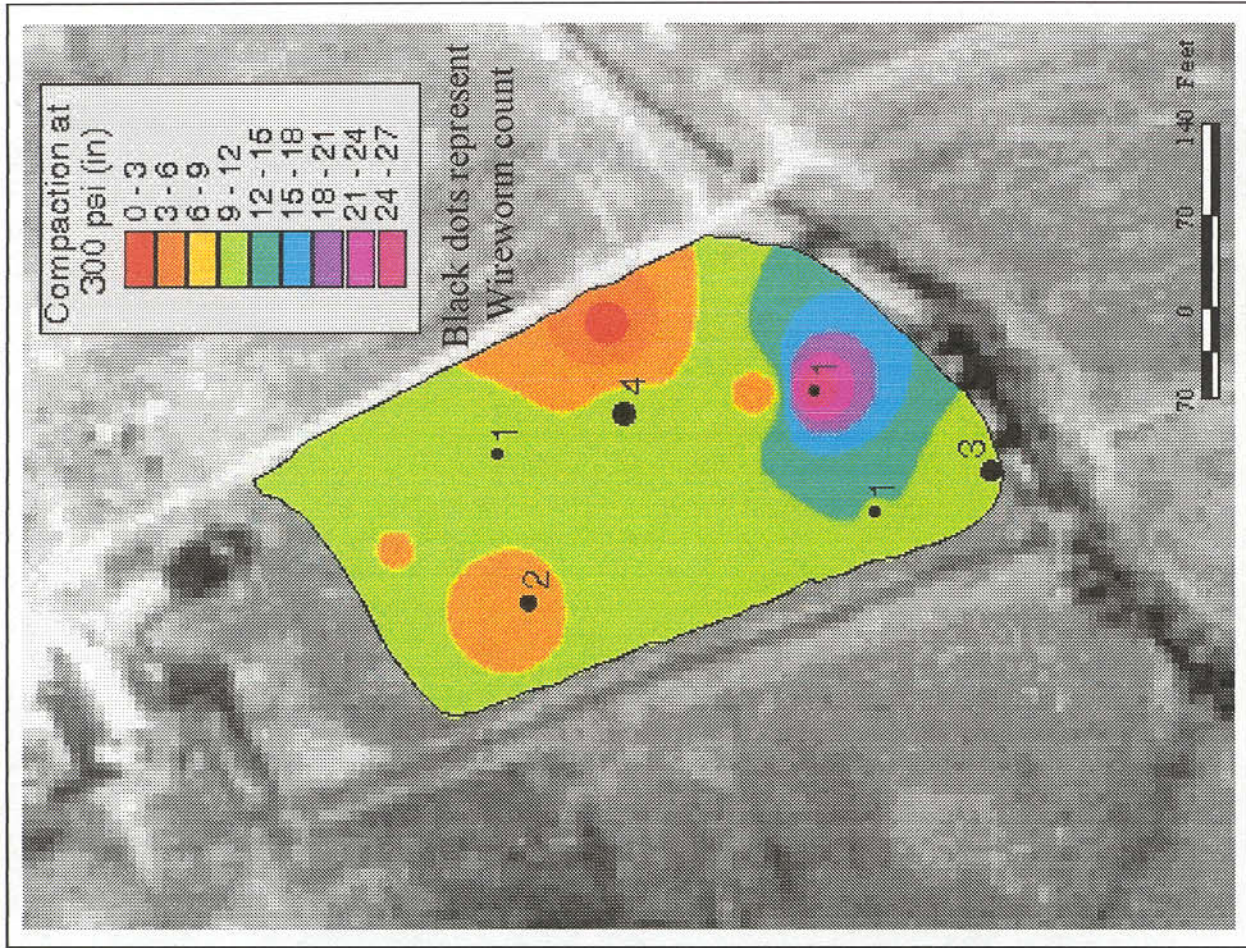 Compaction at
300 psi (in)
0 - 3
3 - 6
6 - 9
9 - 12
12 - 15
15 - 18
18 - 21
21 - 24
24 - 27
Black dots represent
Wireworm count
1
4
2
1
1
3
70 0 70 140 Feet